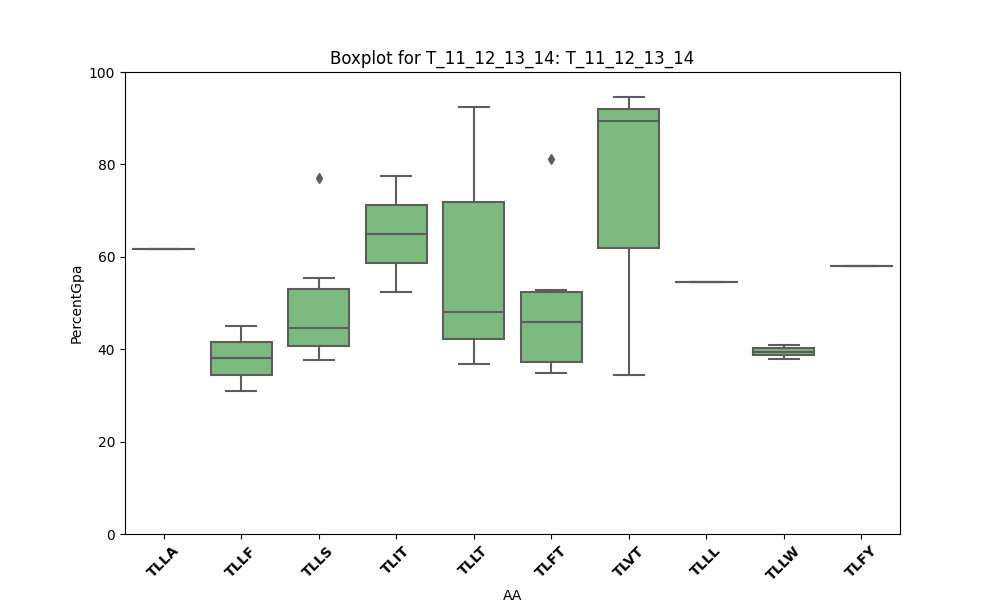 Boxplot for T_11_12_13_14: T_11_12_13_14
100
80
60
40
20
0
PercentGpa
TLLA TLLF TLLS TLIT TLLT TLFT TLVT TLLL TLLW TLFY
AA